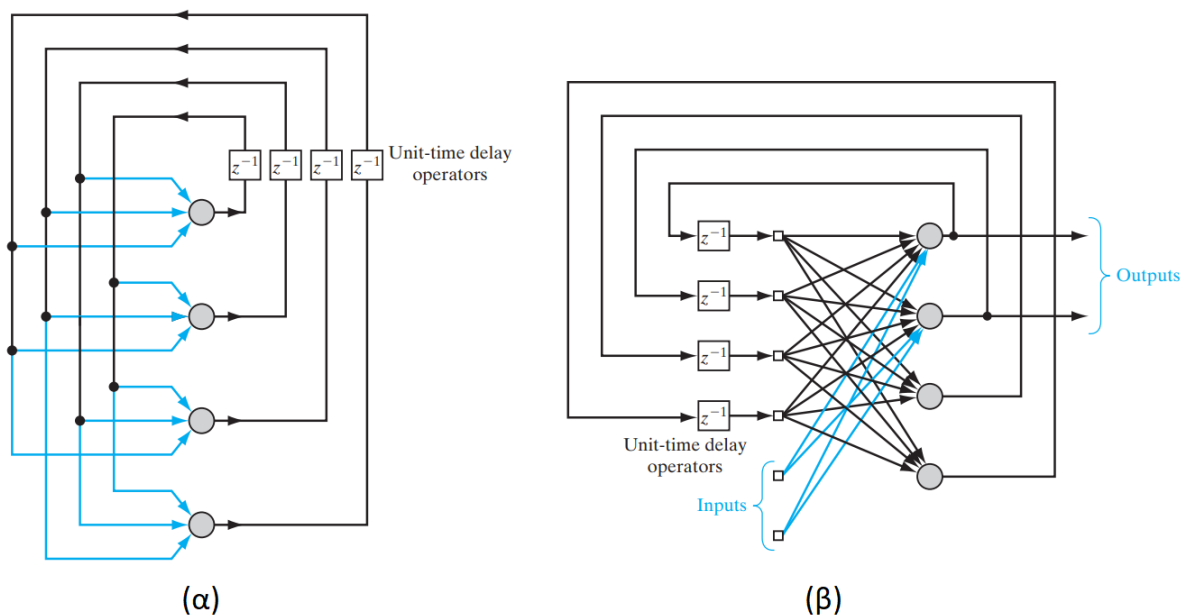 z⁻¹ z⁻¹ z⁻¹ z⁻¹
Unit-time delay
operators
(α)
z⁻¹
z⁻¹
z⁻¹
z⁻¹
Unit-time delay
operators
Inputs
Outputs
(β)